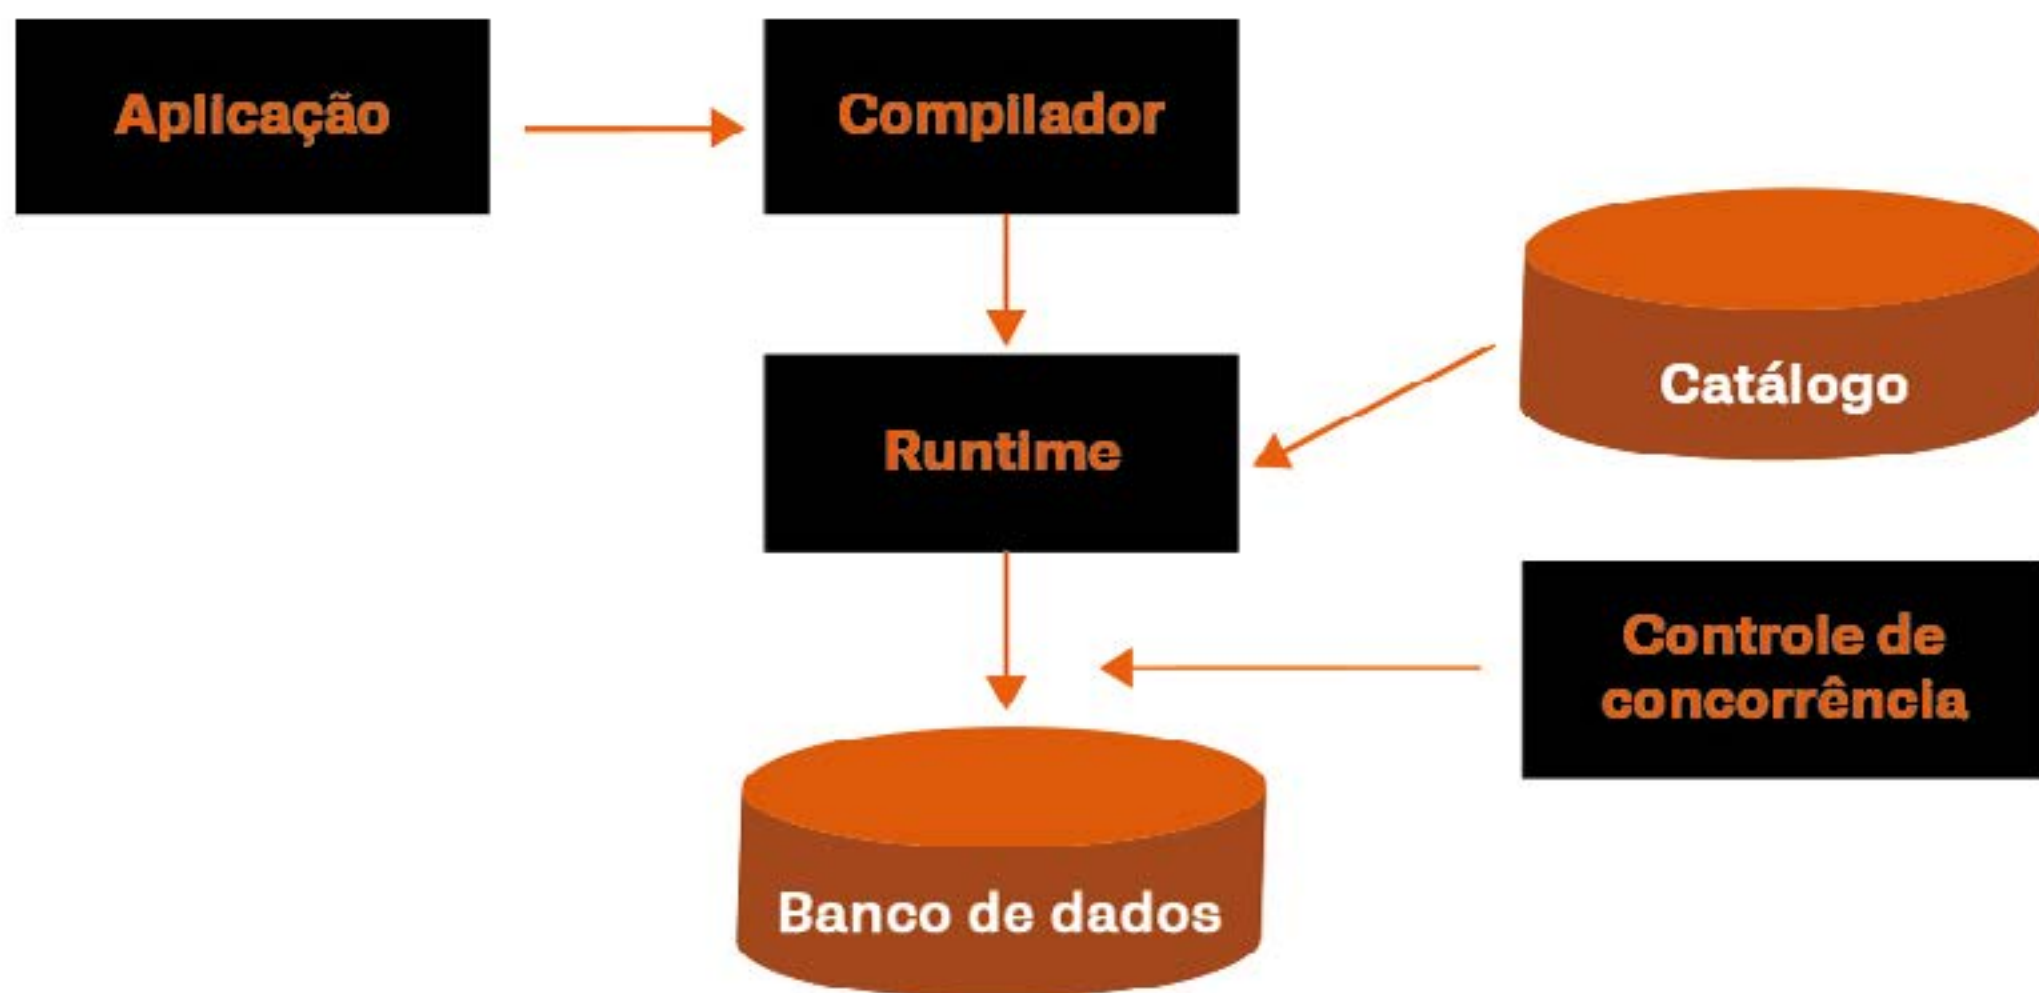 Aplicação
Compilador
Catálogo
Runtime
Controle de
concorrência
Banco de dados